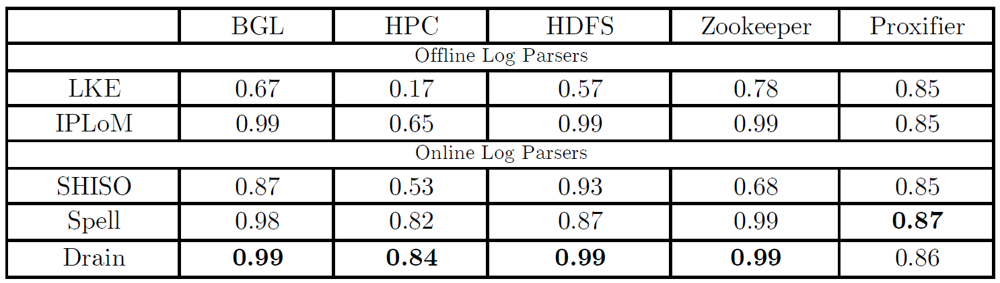 BGL HPC HDFS Zookeeper Proxifier
Offline Log Parsers
LKE 0.67 0.17 0.57 0.78 0.85
IPLoM 0.99 0.65 0.99 0.99 0.85
Online Log Parsers
SHISO 0.87 0.53 0.93 0.68 0.85
Spell 0.98 0.82 0.87 0.99 0.87
Drain 0.99 0.84 0.99 0.99 0.86